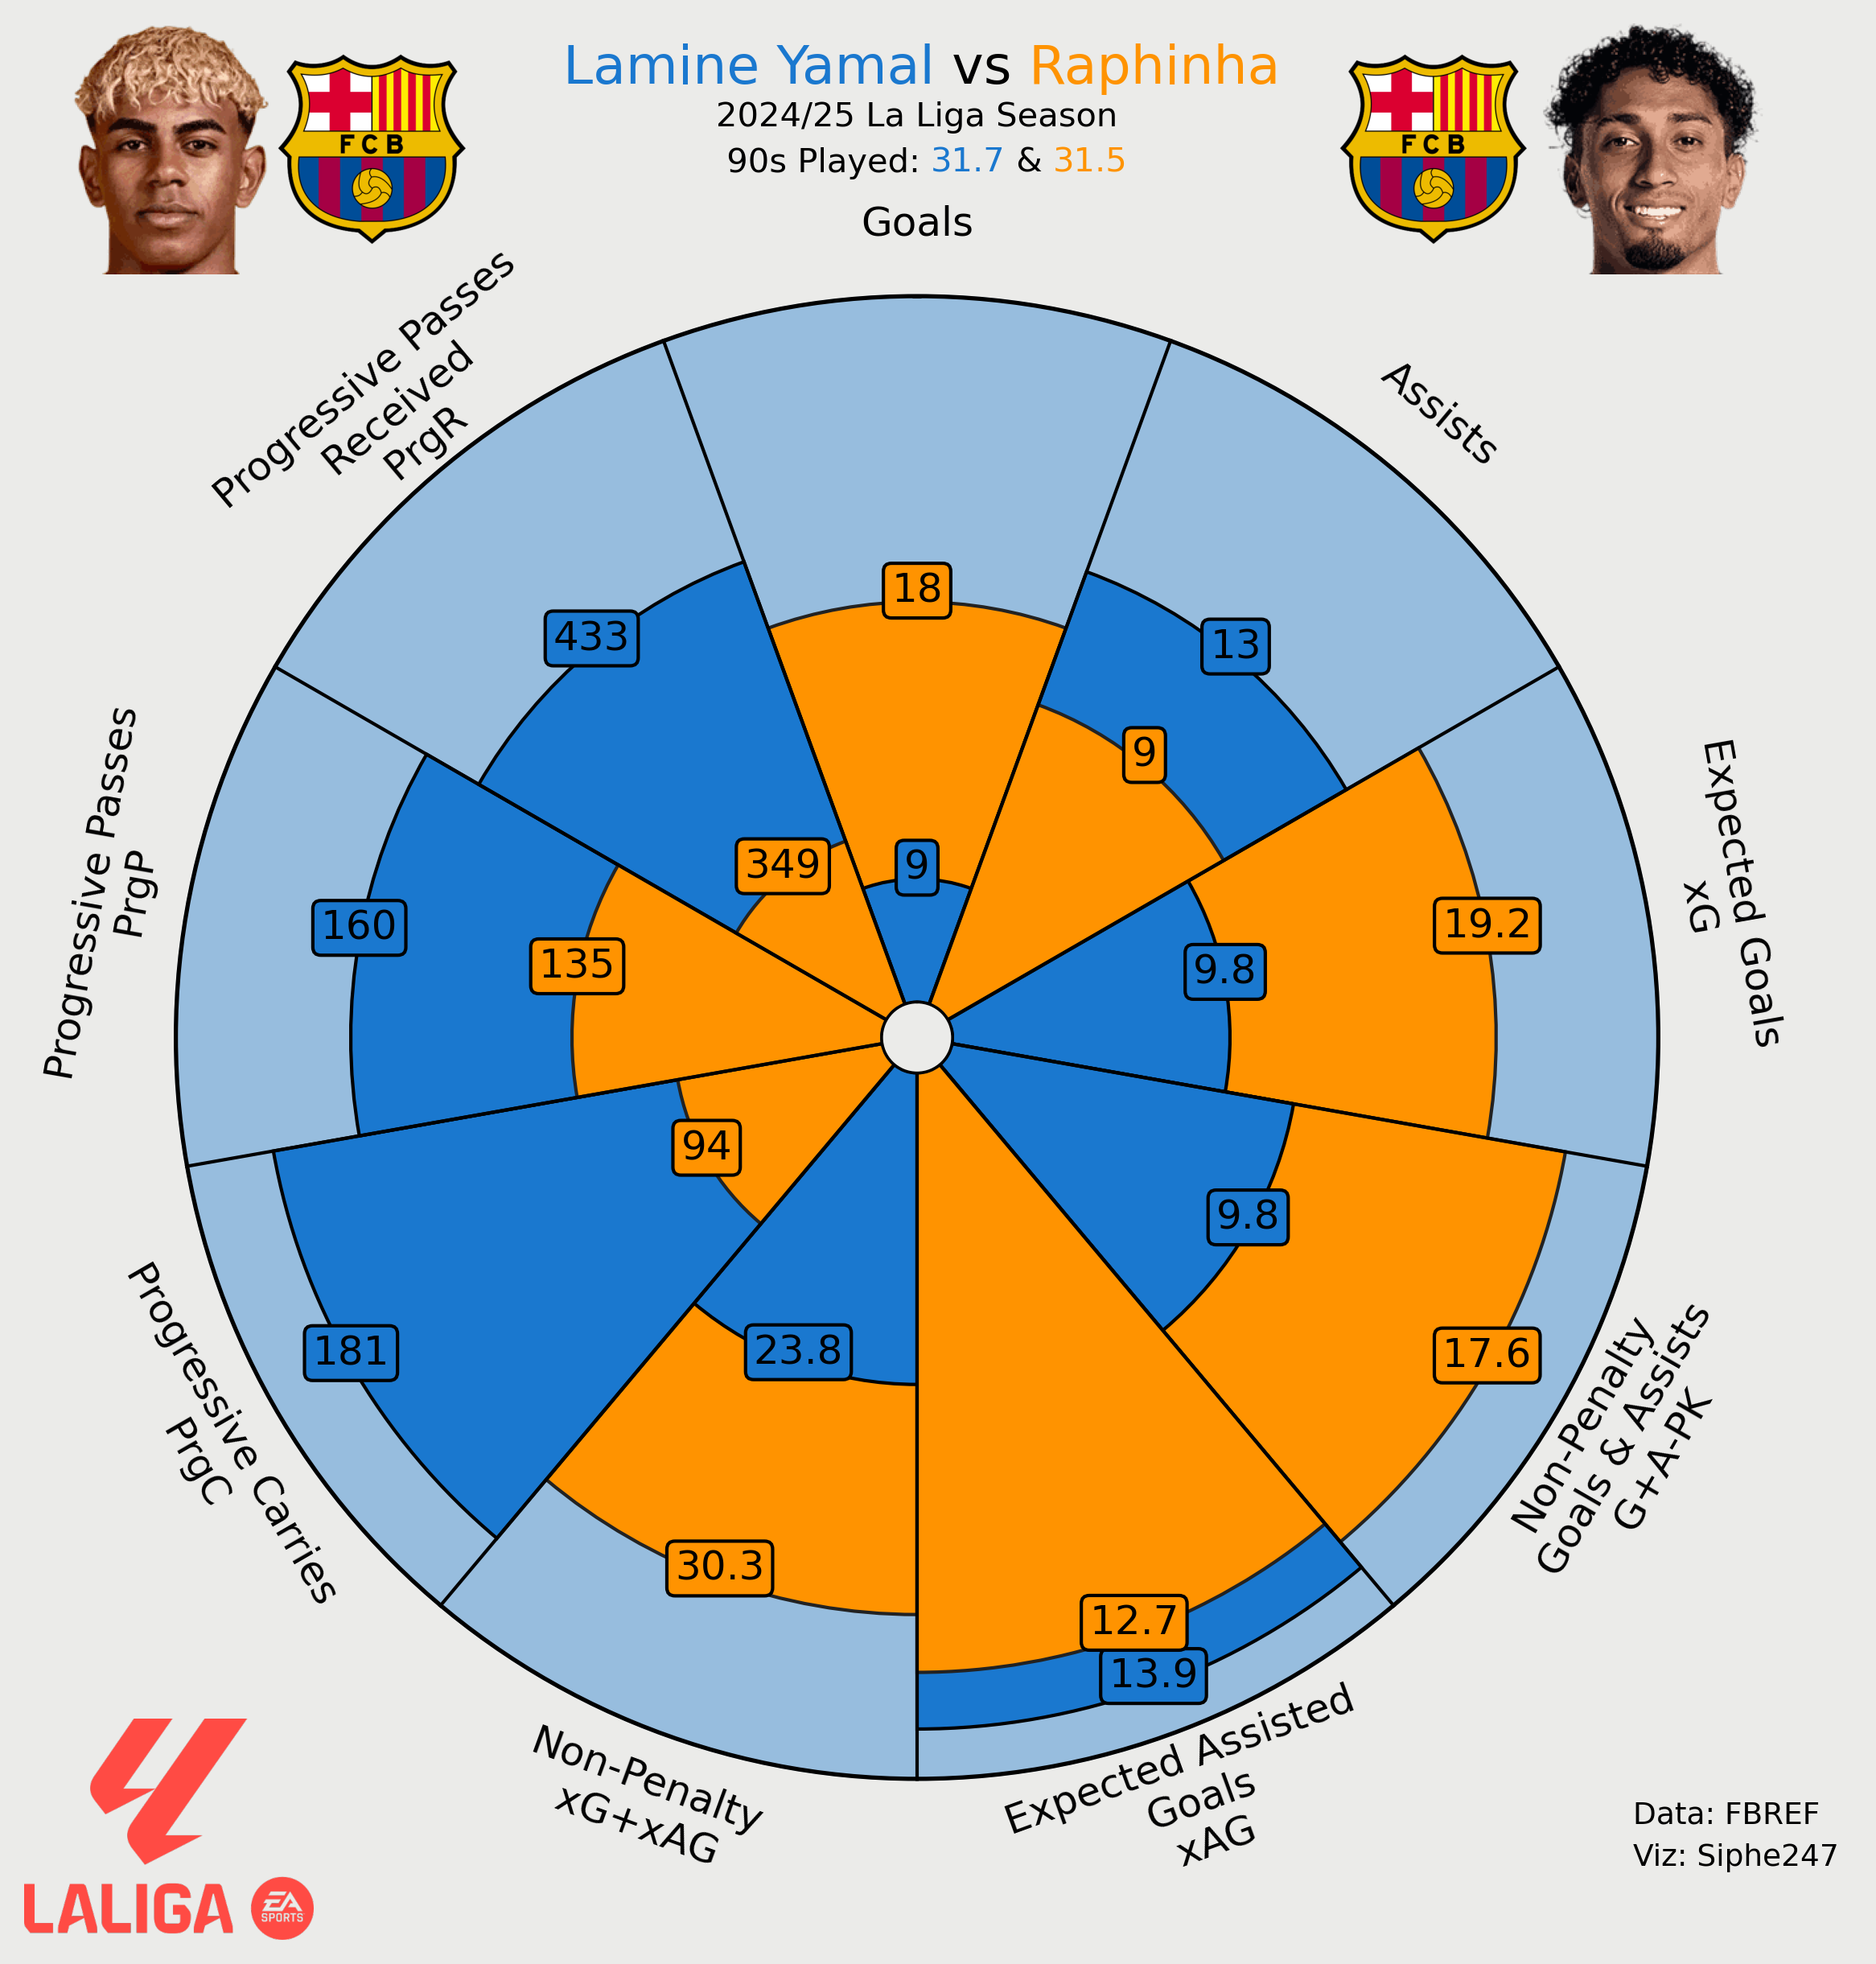 Lamine Yamal vs Raphinha
2024/25 La Liga Season
90s Played: 31.7 & 31.5
FCB
FCB
Goals
18
9
Assists
13
9
Expected Goals
xG
19.2
9.8
Non-Penalty
Goals & Assists
G+A-PK
9.8
17.6
Expected Assisted
Goals
xAG
12.7
13.9
Non-Penalty
xG+xAG
23.8
30.3
Progressive Carries
PrgC
94
181
Progressive Passes
PrgP
160
135
Progressive Passes
Received
PrgR
433
349
LALIGA
EA
SPORTS
Data: FBREF
Viz: Siphe247